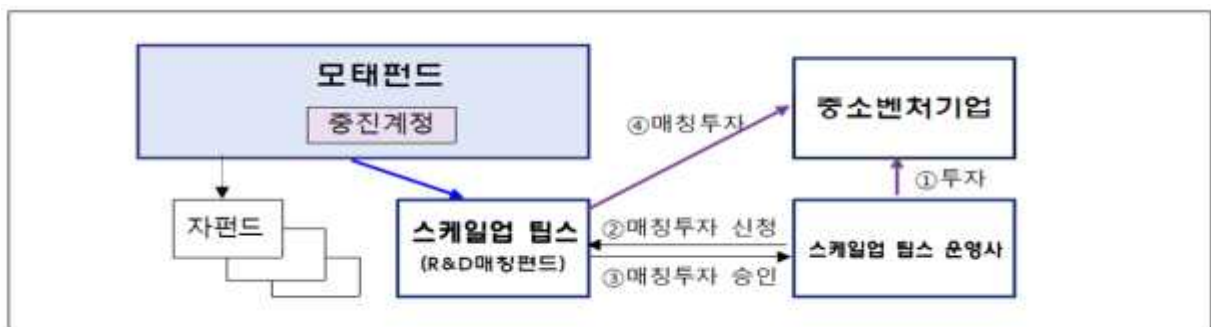 모태펀드
중진계정
중소벤처기업
④매칭투자
①투자
자펀드
스케일업 팁스
(R&D매칭펀드)
②매칭투자 신청
③매칭투자 승인
스케일업 팁스 운영사